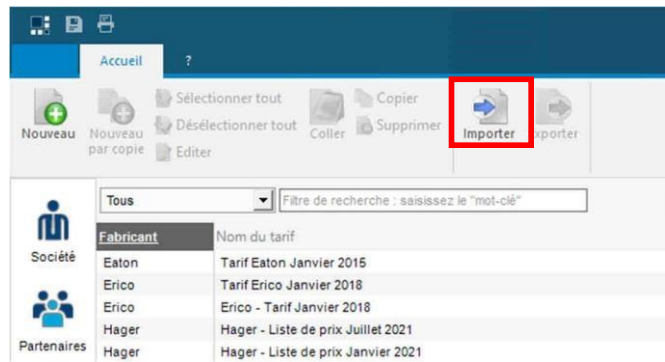 Accueil ?
Nouveau
Nouveau par copie
Sélectionner tout
Désélectionner tout
Editer
Coller
Copier
Supprimer
Importer
xporter
Société
Partenaires
Tous
Filtre de recherche : saisissez le "mot-clé"
Fabricant Nom du tarif
Eaton Tarif Eaton Janvier 2015
Erico Tarif Erico Janvier 2018
Erico Erico - Tarif Janvier 2018
Hager Hager - Liste de prix Juillet 2021
Hager Hager - Liste de prix Janvier 2021